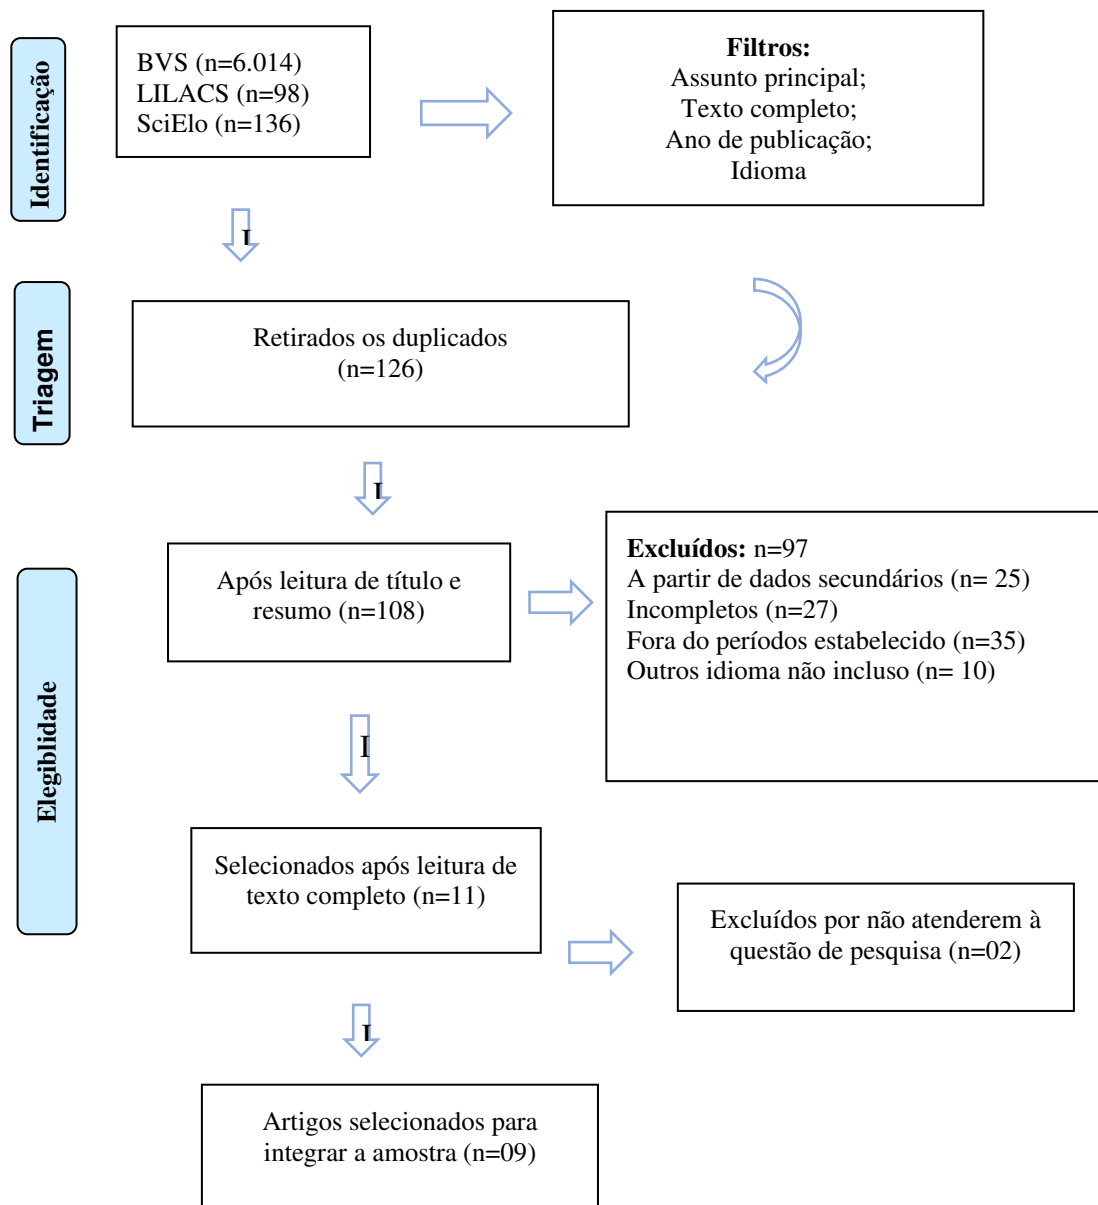 Identificação
BVS (n=6.014)
LILACS (n=98)
SciElo (n=136)
Filtros:
Assunto principal;
Texto completo;
Ano de publicação;
Idioma
I
Triagem
Retirados os duplicados
(n=126)
I
Elegiblidade
Após leitura de título e
resumo (n=108)
Excluídos: n=97
A partir de dados secundários (n= 25)
Incompletos (n=27)
Fora do períodos estabelecido (n=35)
Outros idioma não incluso (n= 10)
I
Selecionados após leitura de
texto completo (n=11)
Excluídos por não atenderem à
questão de pesquisa (n=02)
I
Artigos selecionados para
integrar a amostra (n=09)